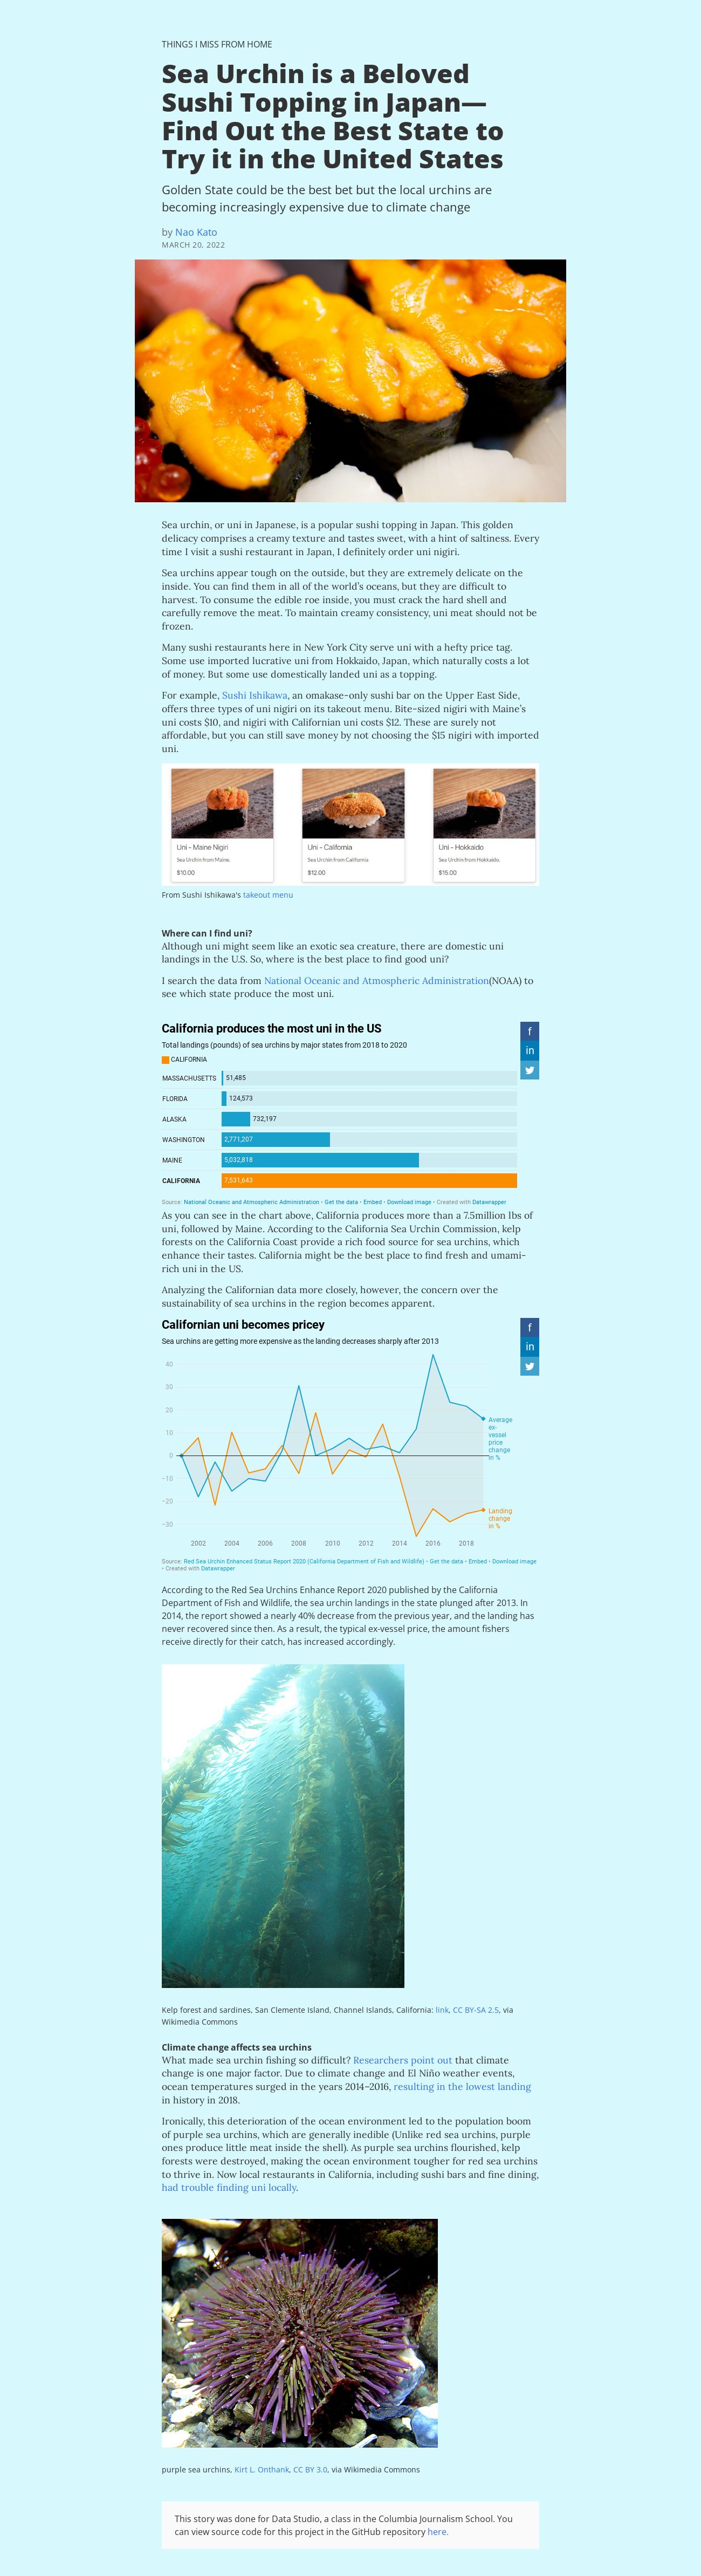 THINGS I MISS FROM HOME
Sea Urchin is a Beloved
Sushi Topping in Japan—
Find Out the Best State to
Try it in the United States
Golden State could be the best bet but the local urchins are
becoming increasingly expensive due to climate change
by Nao Kato
MARCH 20, 2022
Sea urchin, or uni in Japanese, is a popular sushi topping in Japan. This golden
delicacy comprises a creamy texture and tastes sweet, with a hint of saltiness. Every
time I visit a sushi restaurant in Japan, I definitely order uni nigiri.
Sea urchins appear tough on the outside, but they are extremely delicate on the
inside. You can find them in all of the world's oceans, but they are difficult to
harvest. To consume the edible roe inside, you must crack the hard shell and
carefully remove the meat. To maintain creamy consistency, uni meat should not be
frozen.
Many sushi restaurants here in New York City serve uni with a hefty price tag.
Some use imported lucrative uni from Hokkaido, Japan, which naturally costs a lot
of money. But some use domestically landed uni as a topping.
For example, Sushi Ishikawa, an omakase-only sushi bar on the Upper East Side,
offers three types of uni nigiri on its takeout menu. Bite-sized nigiri with Maine's
uni costs $10, and nigiri with Californian uni costs $12. These are surely not
affordable, but you can still save money by not choosing the $15 nigiri with imported
uni.
Uni - Maine Nigiri
Sea Urchin from Maine.
$10.00
Uni - California
Sea Urchin from California
$12.00
Uni - Hokkaido
Sea Urchin from Hokkaido.
$15.00
From Sushi Ishikawa's takeout menu
Where can I find uni?
Although uni might seem like an exotic sea creature, there are domestic uni
landings in the U.S. So, where is the best place to find good uni?
I search the data from National Oceanic and Atmospheric Administration(NOAA) to
see which state produce the most uni.
California produces the most uni in the US
Total landings (pounds) of sea urchins by major states from 2018 to 2020
CALIFORNIA
f
in
MASSACHUSETTS 51,485
FLORIDA 124,573
ALASKA 732,197
WASHINGTON 2,771,207
MAINE 5,032,818
CALIFORNIA 7,531,643
Source: National Oceanic and Atmospheric Administration • Get the data • Embed • Download image • Created with Datawrapper
As you can see in the chart above, California produces more than a 7.5million lbs of
uni, followed by Maine. According to the California Sea Urchin Commission, kelp
forests on the California Coast provide a rich food source for sea urchins, which
enhance their tastes. California might be the best place to find fresh and umami-
rich uni in the US.
Analyzing the Californian data more closely, however, the concern over the
sustainability of sea urchins in the region becomes apparent.
Californian uni becomes pricey
Sea urchins are getting more expensive as the landing decreases sharply after 2013
f
in
40
30
20
10
0
−10
−20
−30
Average
ex-
vessel
price
change
in %
Landing
change
in %
2002 2004 2006 2008 2010 2012 2014 2016 2018
Source: Red Sea Urchin Enhanced Status Report 2020 (California Department of Fish and Wildlife) • Get the data • Embed • Download image
• Created with Datawrapper
According to the Red Sea Urchins Enhance Report 2020 published by the California
Department of Fish and Wildlife, the sea urchin landings in the state plunged after 2013. In
2014, the report showed a nearly 40% decrease from the previous year, and the landing has
never recovered since then. As a result, the typical ex-vessel price, the amount fishers
receive directly for their catch, has increased accordingly.
Kelp forest and sardines, San Clemente Island, Channel Islands, California: link, CC BY-SA 2.5, via
Wikimedia Commons
Climate change affects sea urchins
What made sea urchin fishing so difficult? Researchers point out that climate
change is one major factor. Due to climate change and El Niño weather events,
ocean temperatures surged in the years 2014–2016, resulting in the lowest landing
in history in 2018.
Ironically, this deterioration of the ocean environment led to the population boom
of purple sea urchins, which are generally inedible (Unlike red sea urchins, purple
ones produce little meat inside the shell). As purple sea urchins flourished, kelp
forests were destroyed, making the ocean environment tougher for red sea urchins
to thrive in. Now local restaurants in California, including sushi bars and fine dining,
had trouble finding uni locally.
purple sea urchins, Kirt L. Onthank, CC BY 3.0, via Wikimedia Commons
This story was done for Data Studio, a class in the Columbia Journalism School. You
can view source code for this project in the GitHub repository here.